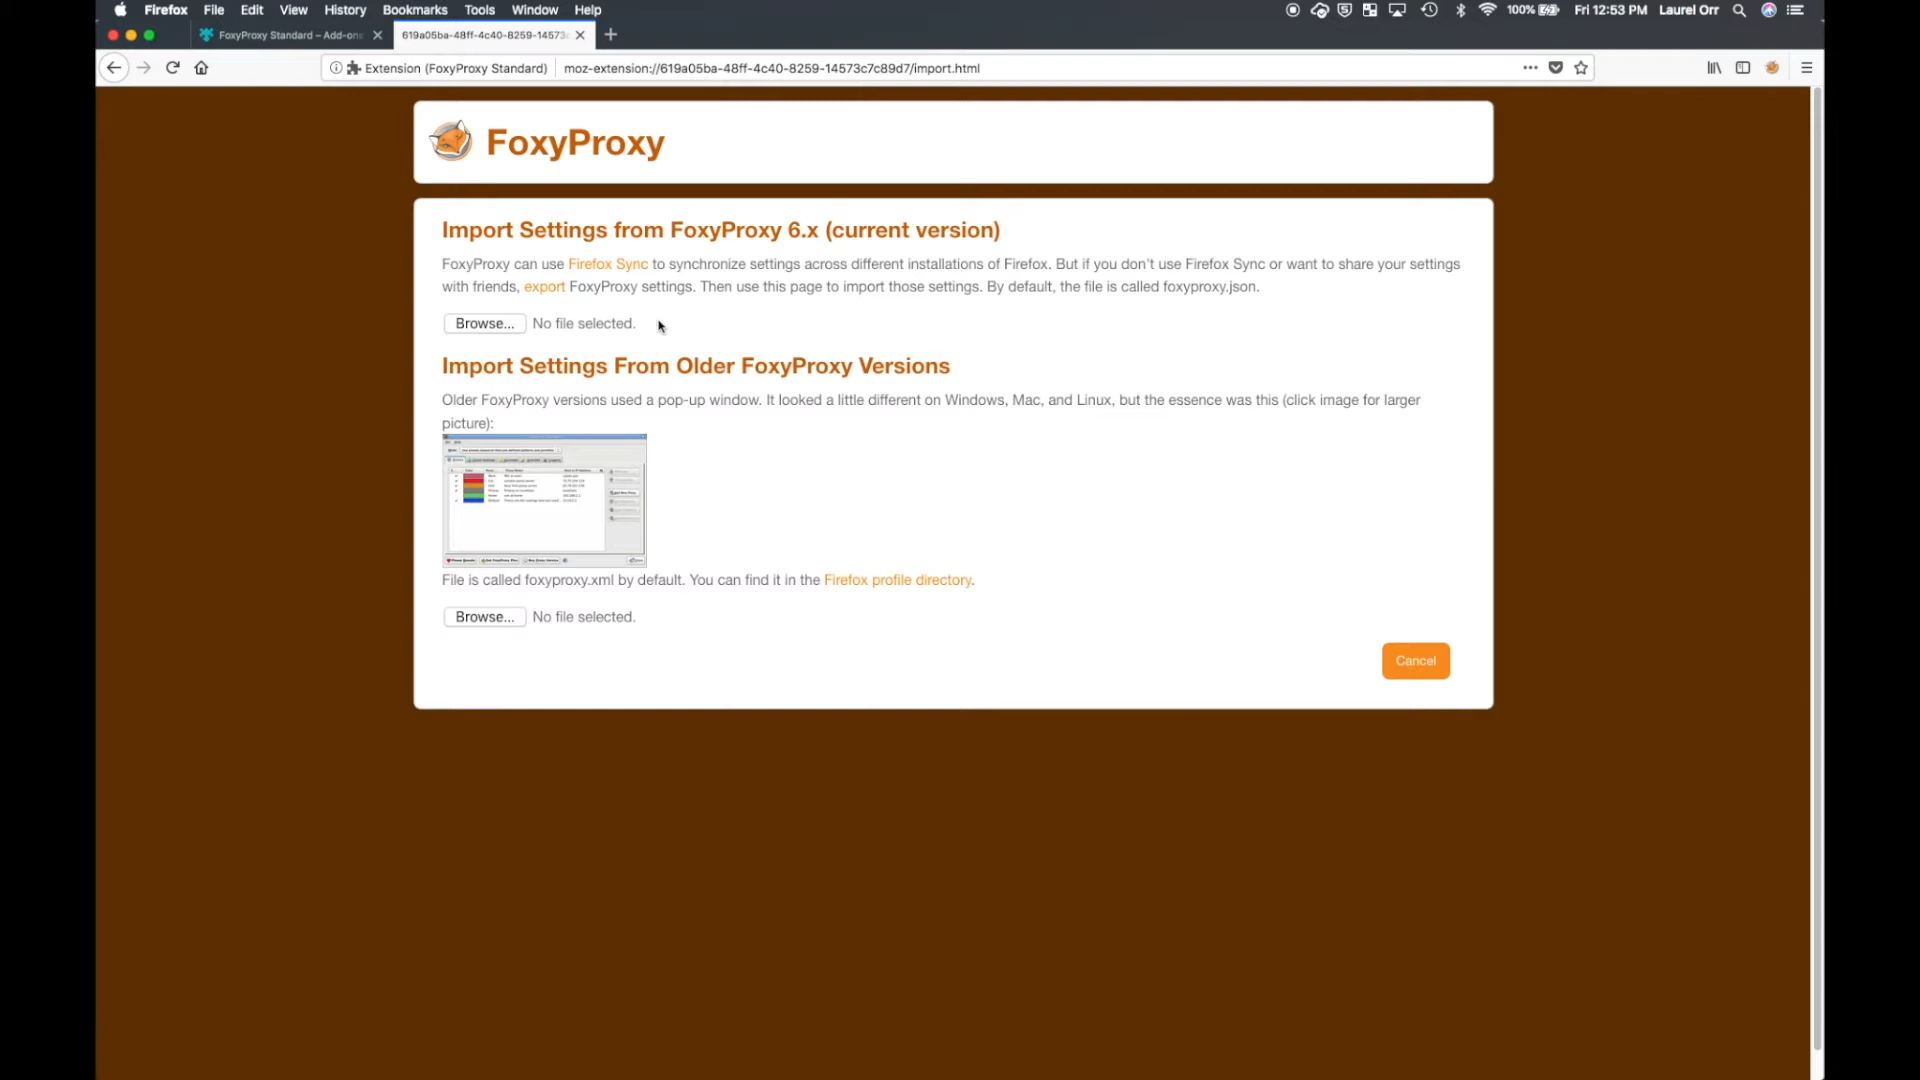 Firefox File Edit View History Bookmarks Tools Window Help
100% Fri 12:53 PM Laurel Orr
FoxyProxy Standard – Add-ons
619a05ba-48ff-4c40-8259-14573
Extension (FoxyProxy Standard) moz-extension://619a05ba-48ff-4c40-8259-14573c7c89d7/import.html
FoxyProxy
Import Settings from FoxyProxy 6.x (current version)
FoxyProxy can use Firefox Sync to synchronize settings across different installations of Firefox. But if you don't use Firefox Sync or want to share your settings
with friends, export FoxyProxy settings. Then use this page to import those settings. By default, the file is called foxyproxy.json.
Browse... No file selected.
Import Settings From Older FoxyProxy Versions
Older FoxyProxy versions used a pop-up window. It looked a little different on Windows, Mac, and Linux, but the essence was this (click image for larger
picture):
File is called foxyproxy.xml by default. You can find it in the Firefox profile directory.
Browse... No file selected.
Cancel